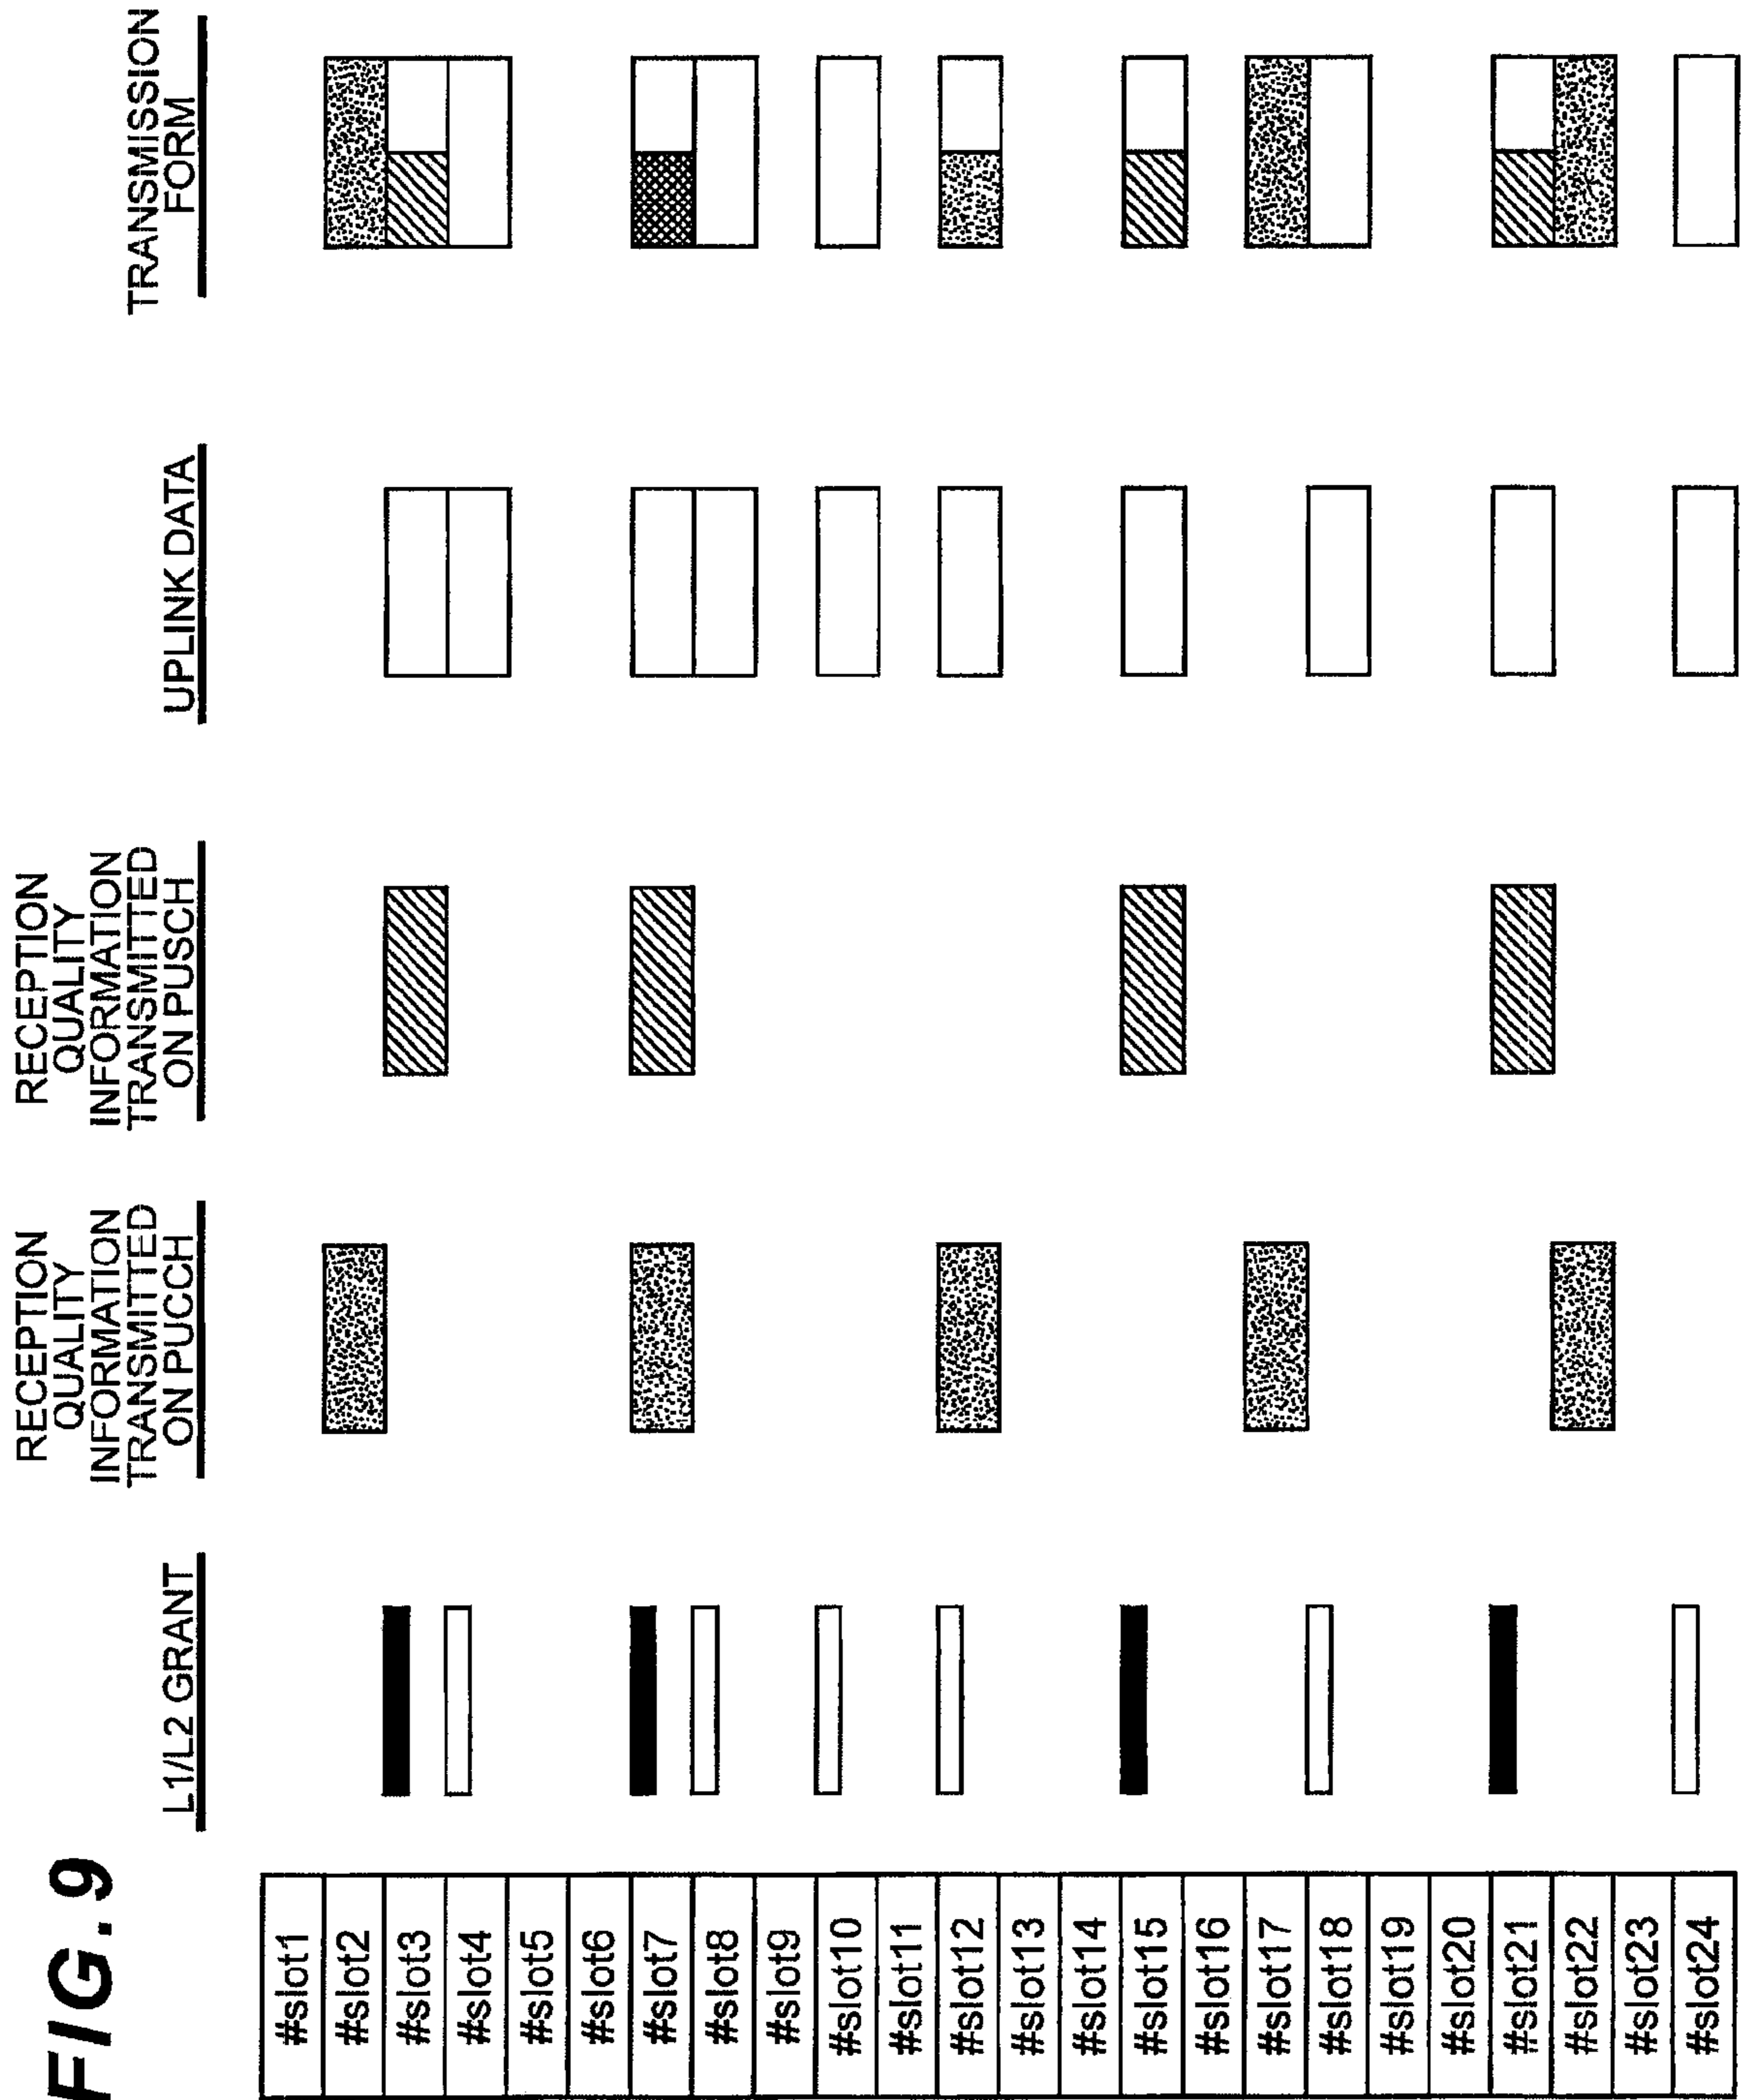 FIG.9
L1/L2 GRANT
RECEPTION
QUALITY
INFORMATION
TRANSMITTED
ON PUCCH
RECEPTION
QUALITY
INFORMATION
TRANSMITTED
ON PUSCH
UPLINK DATA
TRANSMISSION
FORM
#slot1
#slot2
#slot3
#slot4
#slot5
#slot6
#slot7
#slot8
#slot9
#slot10
#slot11
#slot12
#slot13
#slot14
#slot15
#slot16
#slot17
#slot18
#slot19
#slot20
#slot21
#slot22
#slot23
#slot24